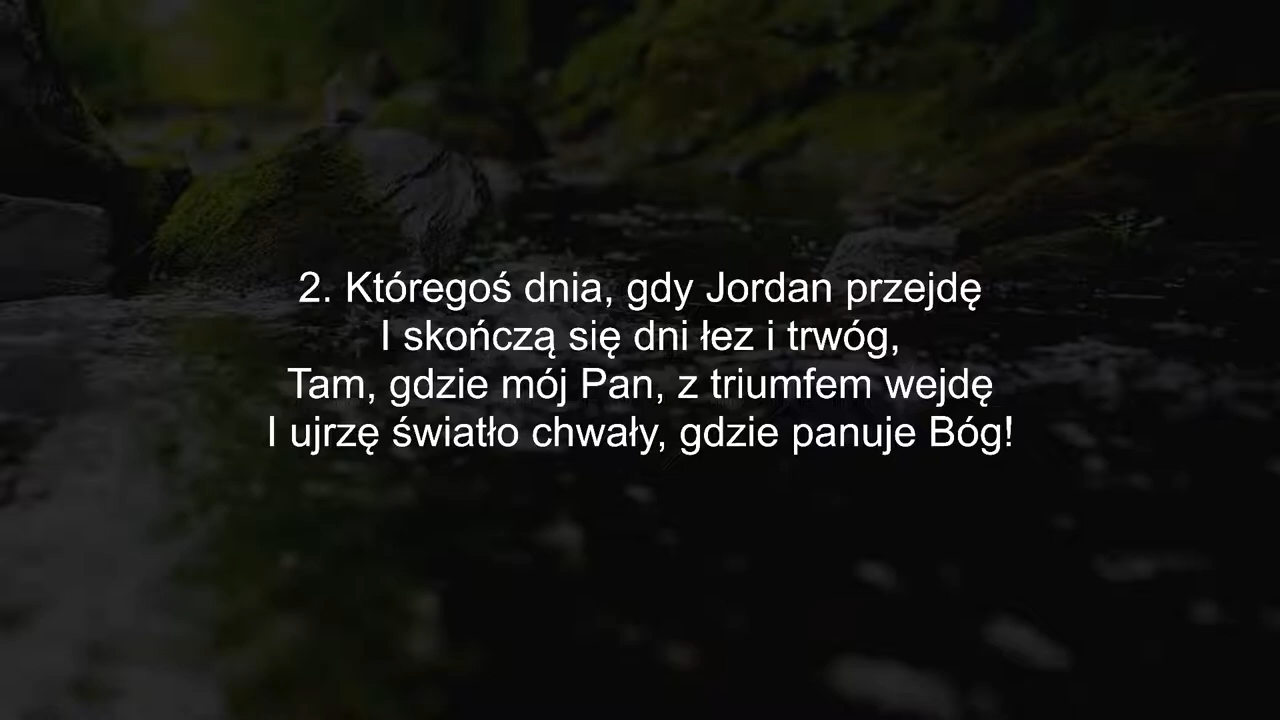 2. Któregoś dnia, gdy Jordan przejdę
I skończą się dni łez i trwóg,
Tam, gdzie mój Pan, z triumfem wejdę
I ujrzę światło chwały, gdzie panuje Bóg!